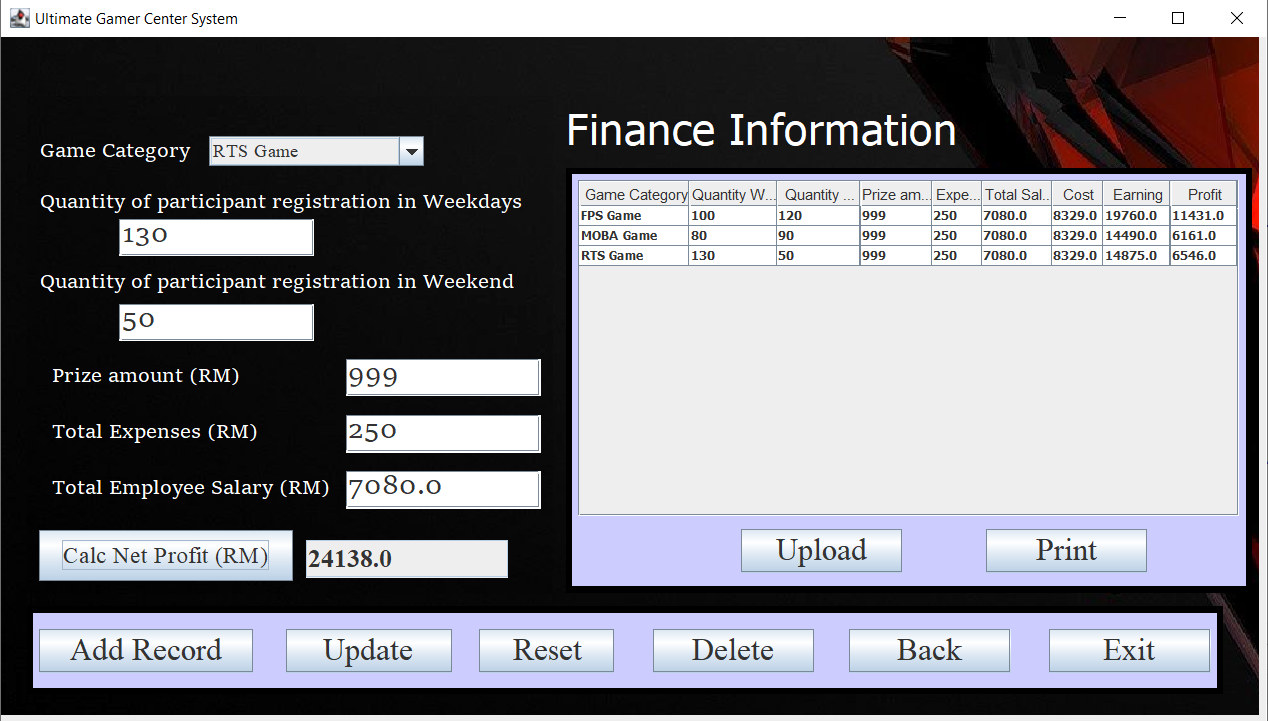 Ultimate Gamer Center System
Finance Information
Game Category RTS Game
Quantity of participant registration in Weekdays
130
Quantity of participant registration in Weekend
50
Prize amount (RM) 999
Total Expenses (RM) 250
Total Employee Salary (RM) 7080.0
Calc Net Profit (RM) 24138.0
Game Category Quantity W... Quantity ... Prize am... Expe... Total Sal... Cost Earning Profit
FPS Game 100 120 999 250 7080.0 8329.0 19760.0 11431.0
MOBA Game 80 90 999 250 7080.0 8329.0 14490.0 6161.0
RTS Game 130 50 999 250 7080.0 8329.0 14875.0 6546.0
Upload Print
Add Record Update Reset Delete Back Exit